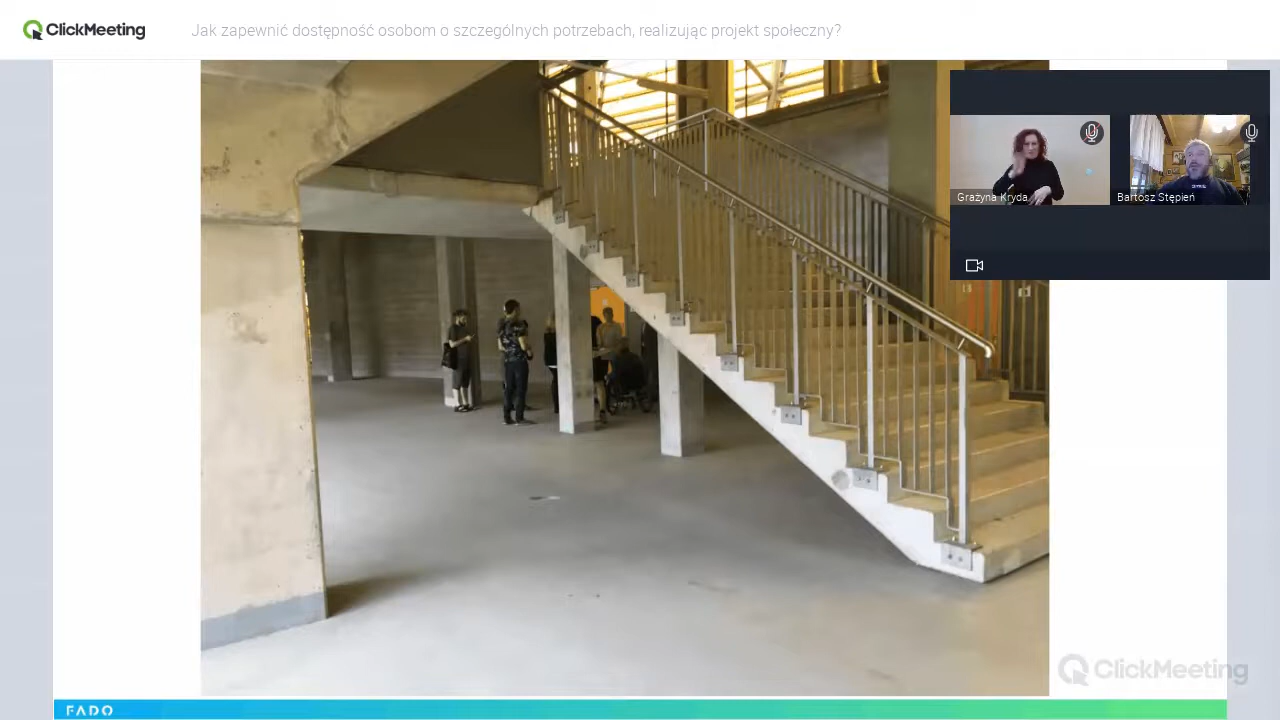 ClickMeeting
Jak zapewnić dostępność osobom o szczególnych potrzebach, realizując projekt społeczny?
Grażyna Kryda
Bartosz Stępień
ClickMeeting
FADO